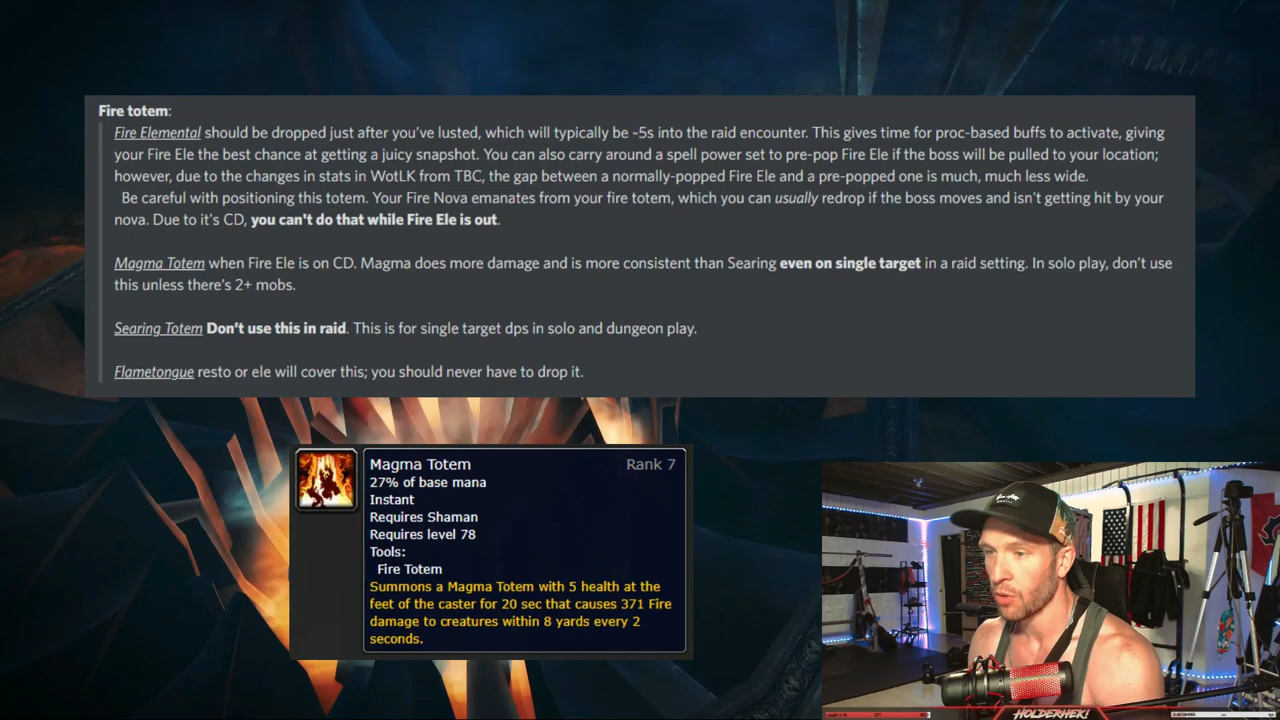 Fire totem:
Fire Elemental should be dropped just after you've lusted, which will typically be ~5s into the raid encounter. This gives time for proc-based buffs to activate, giving
your Fire Ele the best chance at getting a juicy snapshot. You can also carry around a spell power set to pre-pop Fire Ele if the boss will be pulled to your location;
however, due to the changes in stats in WotLK from TBC, the gap between a normally-popped Fire Ele and a pre-popped one is much, much less wide.
Be careful with positioning this totem. Your Fire Nova emanates from your fire totem, which you can usually redrop if the boss moves and isn't getting hit by your
nova. Due to it's CD, you can't do that while Fire Ele is out.
Magma Totem when Fire Ele is on CD. Magma does more damage and is more consistent than Searing even on single target in a raid setting. In solo play, don't use
this unless there's 2+ mobs.
Searing Totem Don't use this in raid. This is for single target dps in solo and dungeon play.
Flametongue resto or ele will cover this; you should never have to drop it.
Magma Totem Rank 7
27% of base mana
Instant
Requires Shaman
Requires level 78
Tools:
Fire Totem
Summons a Magma Totem with 5 health at the
feet of the caster for 20 sec that causes 371 Fire
damage to creatures within 8 yards every 2
seconds.
HOLDERHEK!